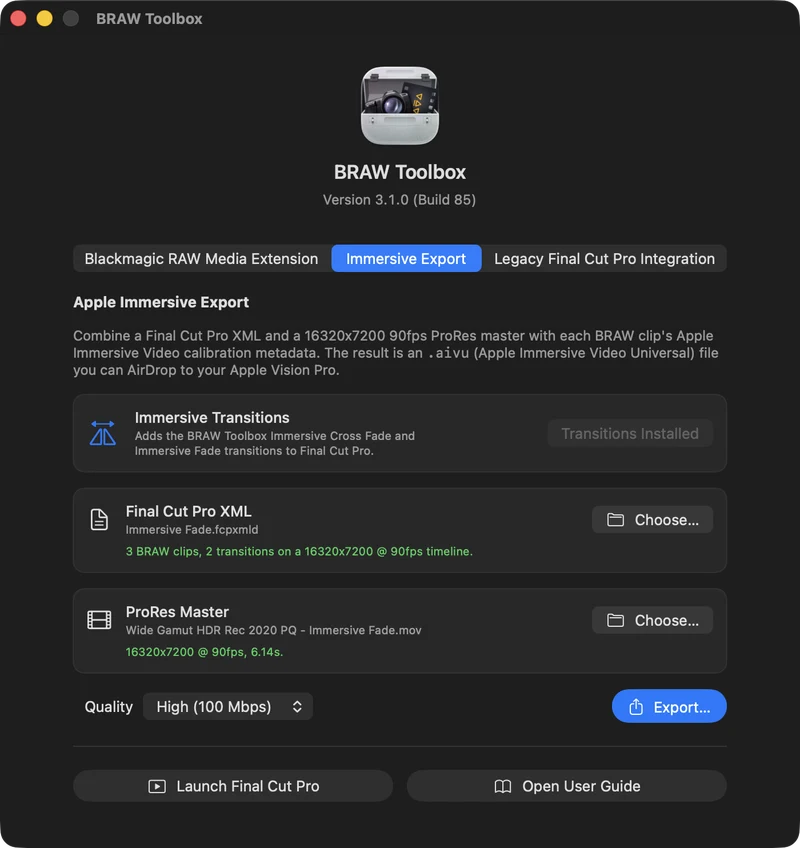 BRAW Toolbox
BRAW Toolbox
Version 3.1.0 (Build 85)
Blackmagic RAW Media Extension
Immersive Export
Legacy Final Cut Pro Integration
Apple Immersive Export
Combine a Final Cut Pro XML and a 16320x7200 90fps ProRes master with each BRAW clip's Apple
Immersive Video calibration metadata. The result is an .aivu (Apple Immersive Video Universal) file
you can AirDrop to your Apple Vision Pro.
Immersive Transitions
Adds the BRAW Toolbox Immersive Cross Fade and
Immersive Fade transitions to Final Cut Pro.
Transitions Installed
Final Cut Pro XML
Immersive Fade.fcpxmld
3 BRAW clips, 2 transitions on a 16320x7200 @ 90fps timeline.
Choose...
ProRes Master
Wide Gamut HDR Rec 2020 PQ - Immersive Fade.mov
16320x7200 @ 90fps, 6.14s.
Choose...
Quality
High (100 Mbps)
Export...
Launch Final Cut Pro
Open User Guide